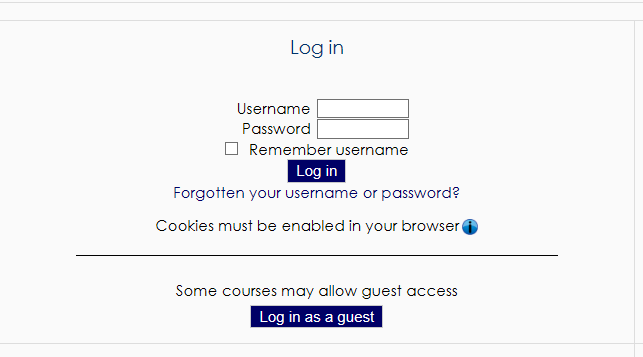 Log in
Username
Password
Remember username
Log in
Forgotten your username or password?
Cookies must be enabled in your browser
Some courses may allow guest access
Log in as a guest